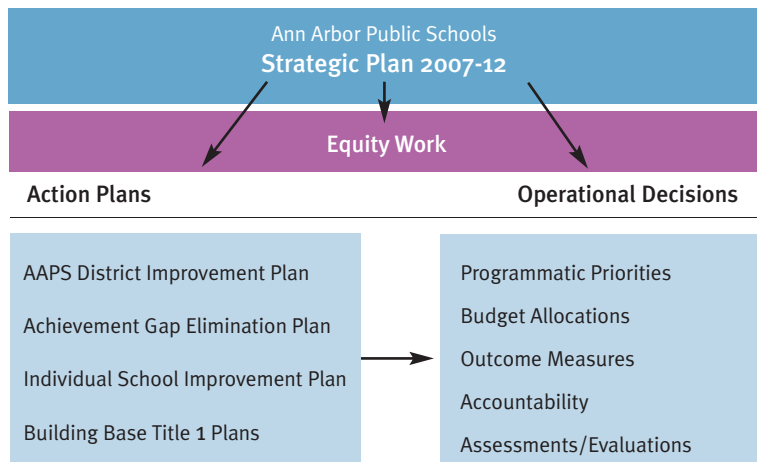 Ann Arbor Public Schools
Strategic Plan 2007-12
Equity Work
Action Plans
Operational Decisions
AAPS District Improvement Plan
Achievement Gap Elimination Plan
Individual School Improvement Plan
Building Base Title 1 Plans
Programmatic Priorities
Budget Allocations
Outcome Measures
Accountability
Assessments/Evaluations